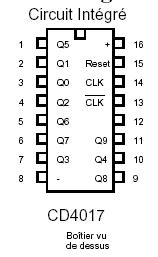 Circuit Intégré
1 Q5 + 16
2 Q1 Reset 15
3 Q0 CLK 14
4 Q2 CLK 13
5 Q6 12
6 Q7 Q9 11
7 Q3 Q4 10
8 - Q8 9
CD4017
Boîtier vu
de dessus